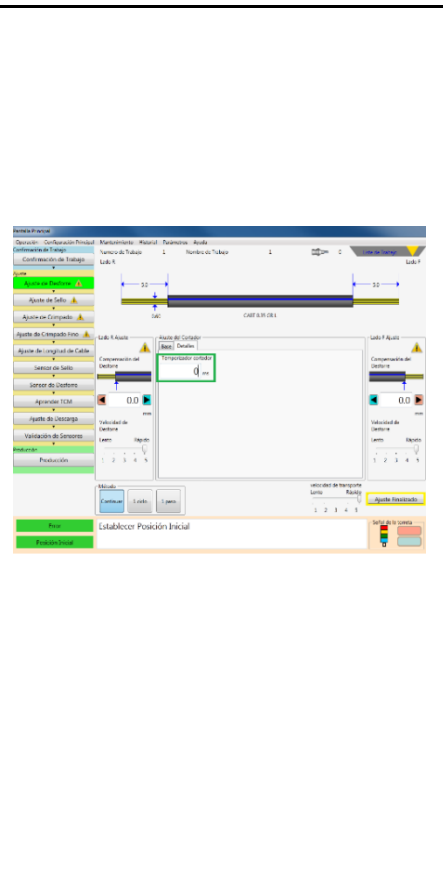 Pantalla Principal
Operación Configuración Principal Mantenimiento Historial Parámetros Ayuda
Confirmación de Trabajo
Confirmación de Trabajo
Ajuste
Ajuste de Desforre
Ajuste de Sello
Ajuste de Crimpado
Ajuste de Crimpado Fino
Ajuste de Longitud de Cable
Sensor de Sello
Sensor de Desforre
Aprender TCM
Ajuste de Descarga
Validación de Sensores
Producción
Producción
Número de Trabajo 1 Nombre de Trabajo 1 0 Lista de Trabajo
Lado R Lado F
3.0 3.0
Lado R Ajuste
Compensación del
Desforre
0.0
mm
Velocidad de
Desforre
Lento Rápido
1 2 3 4 5
Ajuste del Cortador
Base Detalles
Temporizador cortador
0 ms
Lado F Ajuste
Compensación del
Desforre
0.0
mm
Velocidad de
Desforre
Lento Rápido
1 2 3 4 5
Método
Continuar 1 ciclo 1 paso
velocidad de transporte
Lento Rápido
1 2 3 4 5
Ajuste Finalizado
Error
Posición Inicial
Establecer Posición Inicial
Señal de la torreta